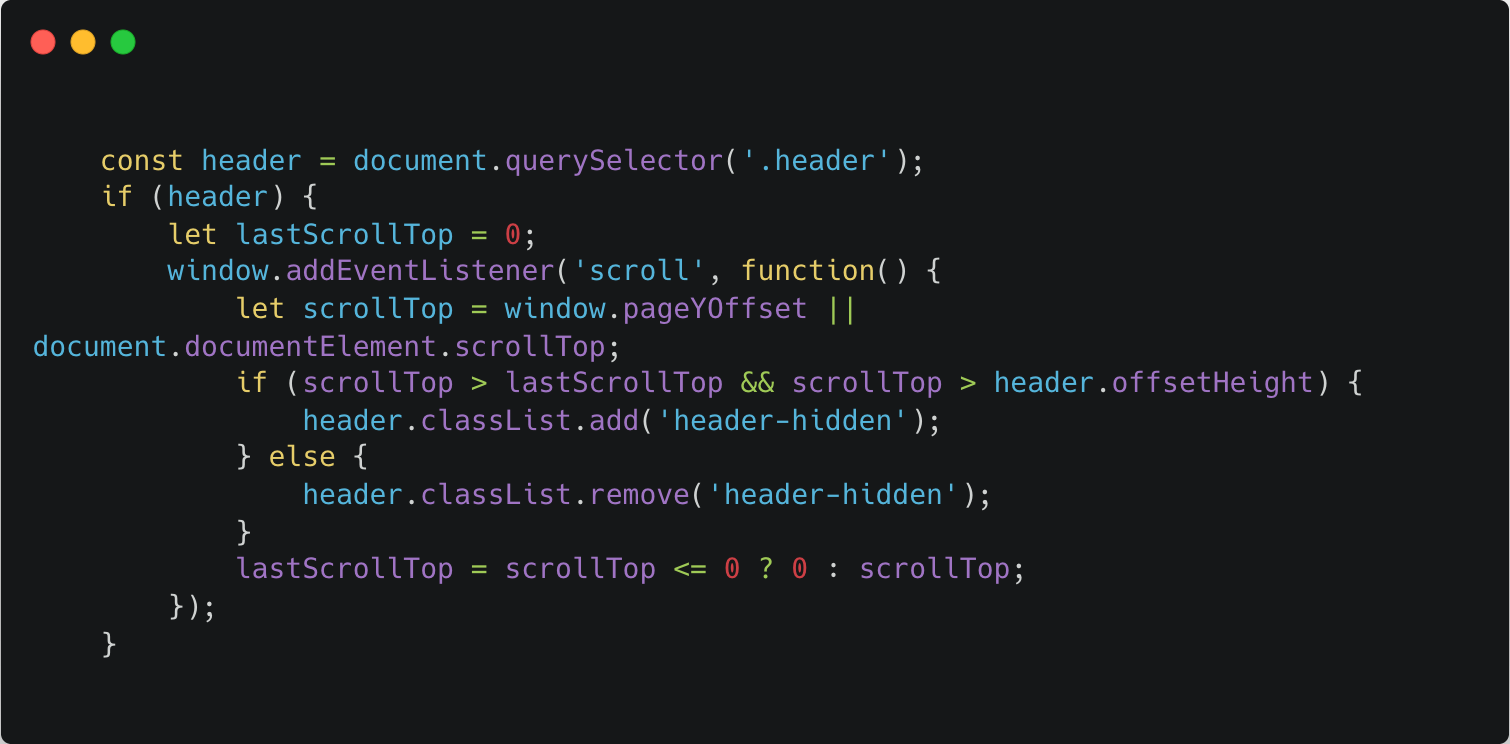 const header = document.querySelector('.header');
if (header) {
let lastScrollTop = 0;
window.addEventListener('scroll', function() {
let scrollTop = window.pageYOffset ||
document.documentElement.scrollTop;
if (scrollTop > lastScrollTop && scrollTop > header.offsetHeight) {
header.classList.add('header-hidden');
} else {
header.classList.remove('header-hidden');
}
lastScrollTop = scrollTop <= 0 ? 0 : scrollTop;
});
}